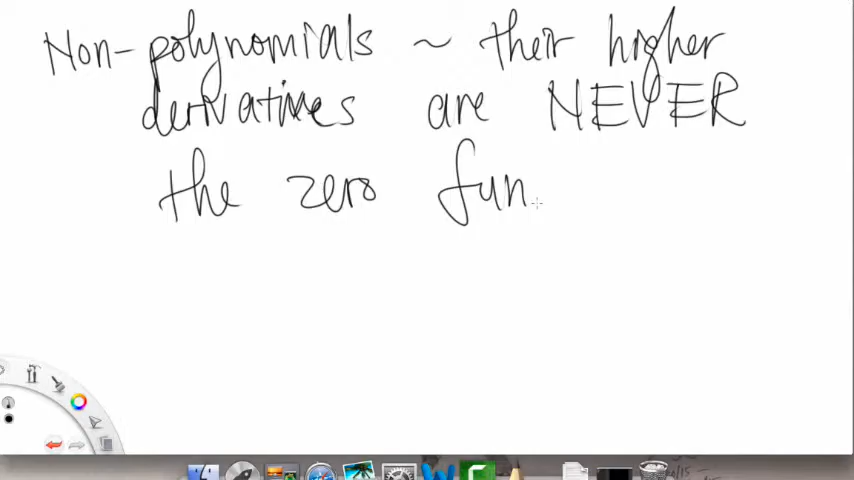 Non-polynomials ~ their higher
derivatives are NEVER
the zero fun